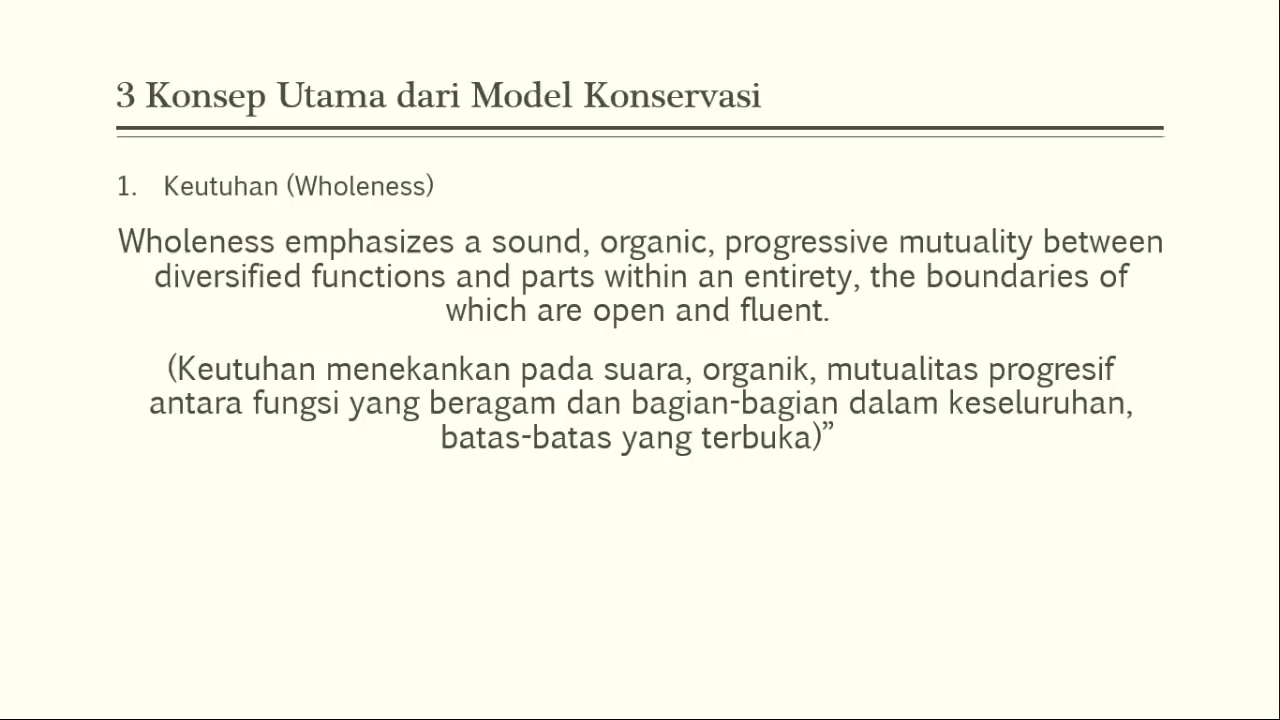 3 Konsep Utama dari Model Konservasi
1. Keutuhan (Wholeness)
Wholeness emphasizes a sound, organic, progressive mutuality between
diversified functions and parts within an entirety, the boundaries of
which are open and fluent.
(Keutuhan menekankan pada suara, organik, mutualitas progresif
antara fungsi yang beragam dan bagian-bagian dalam keseluruhan,
batas-batas yang terbuka)”